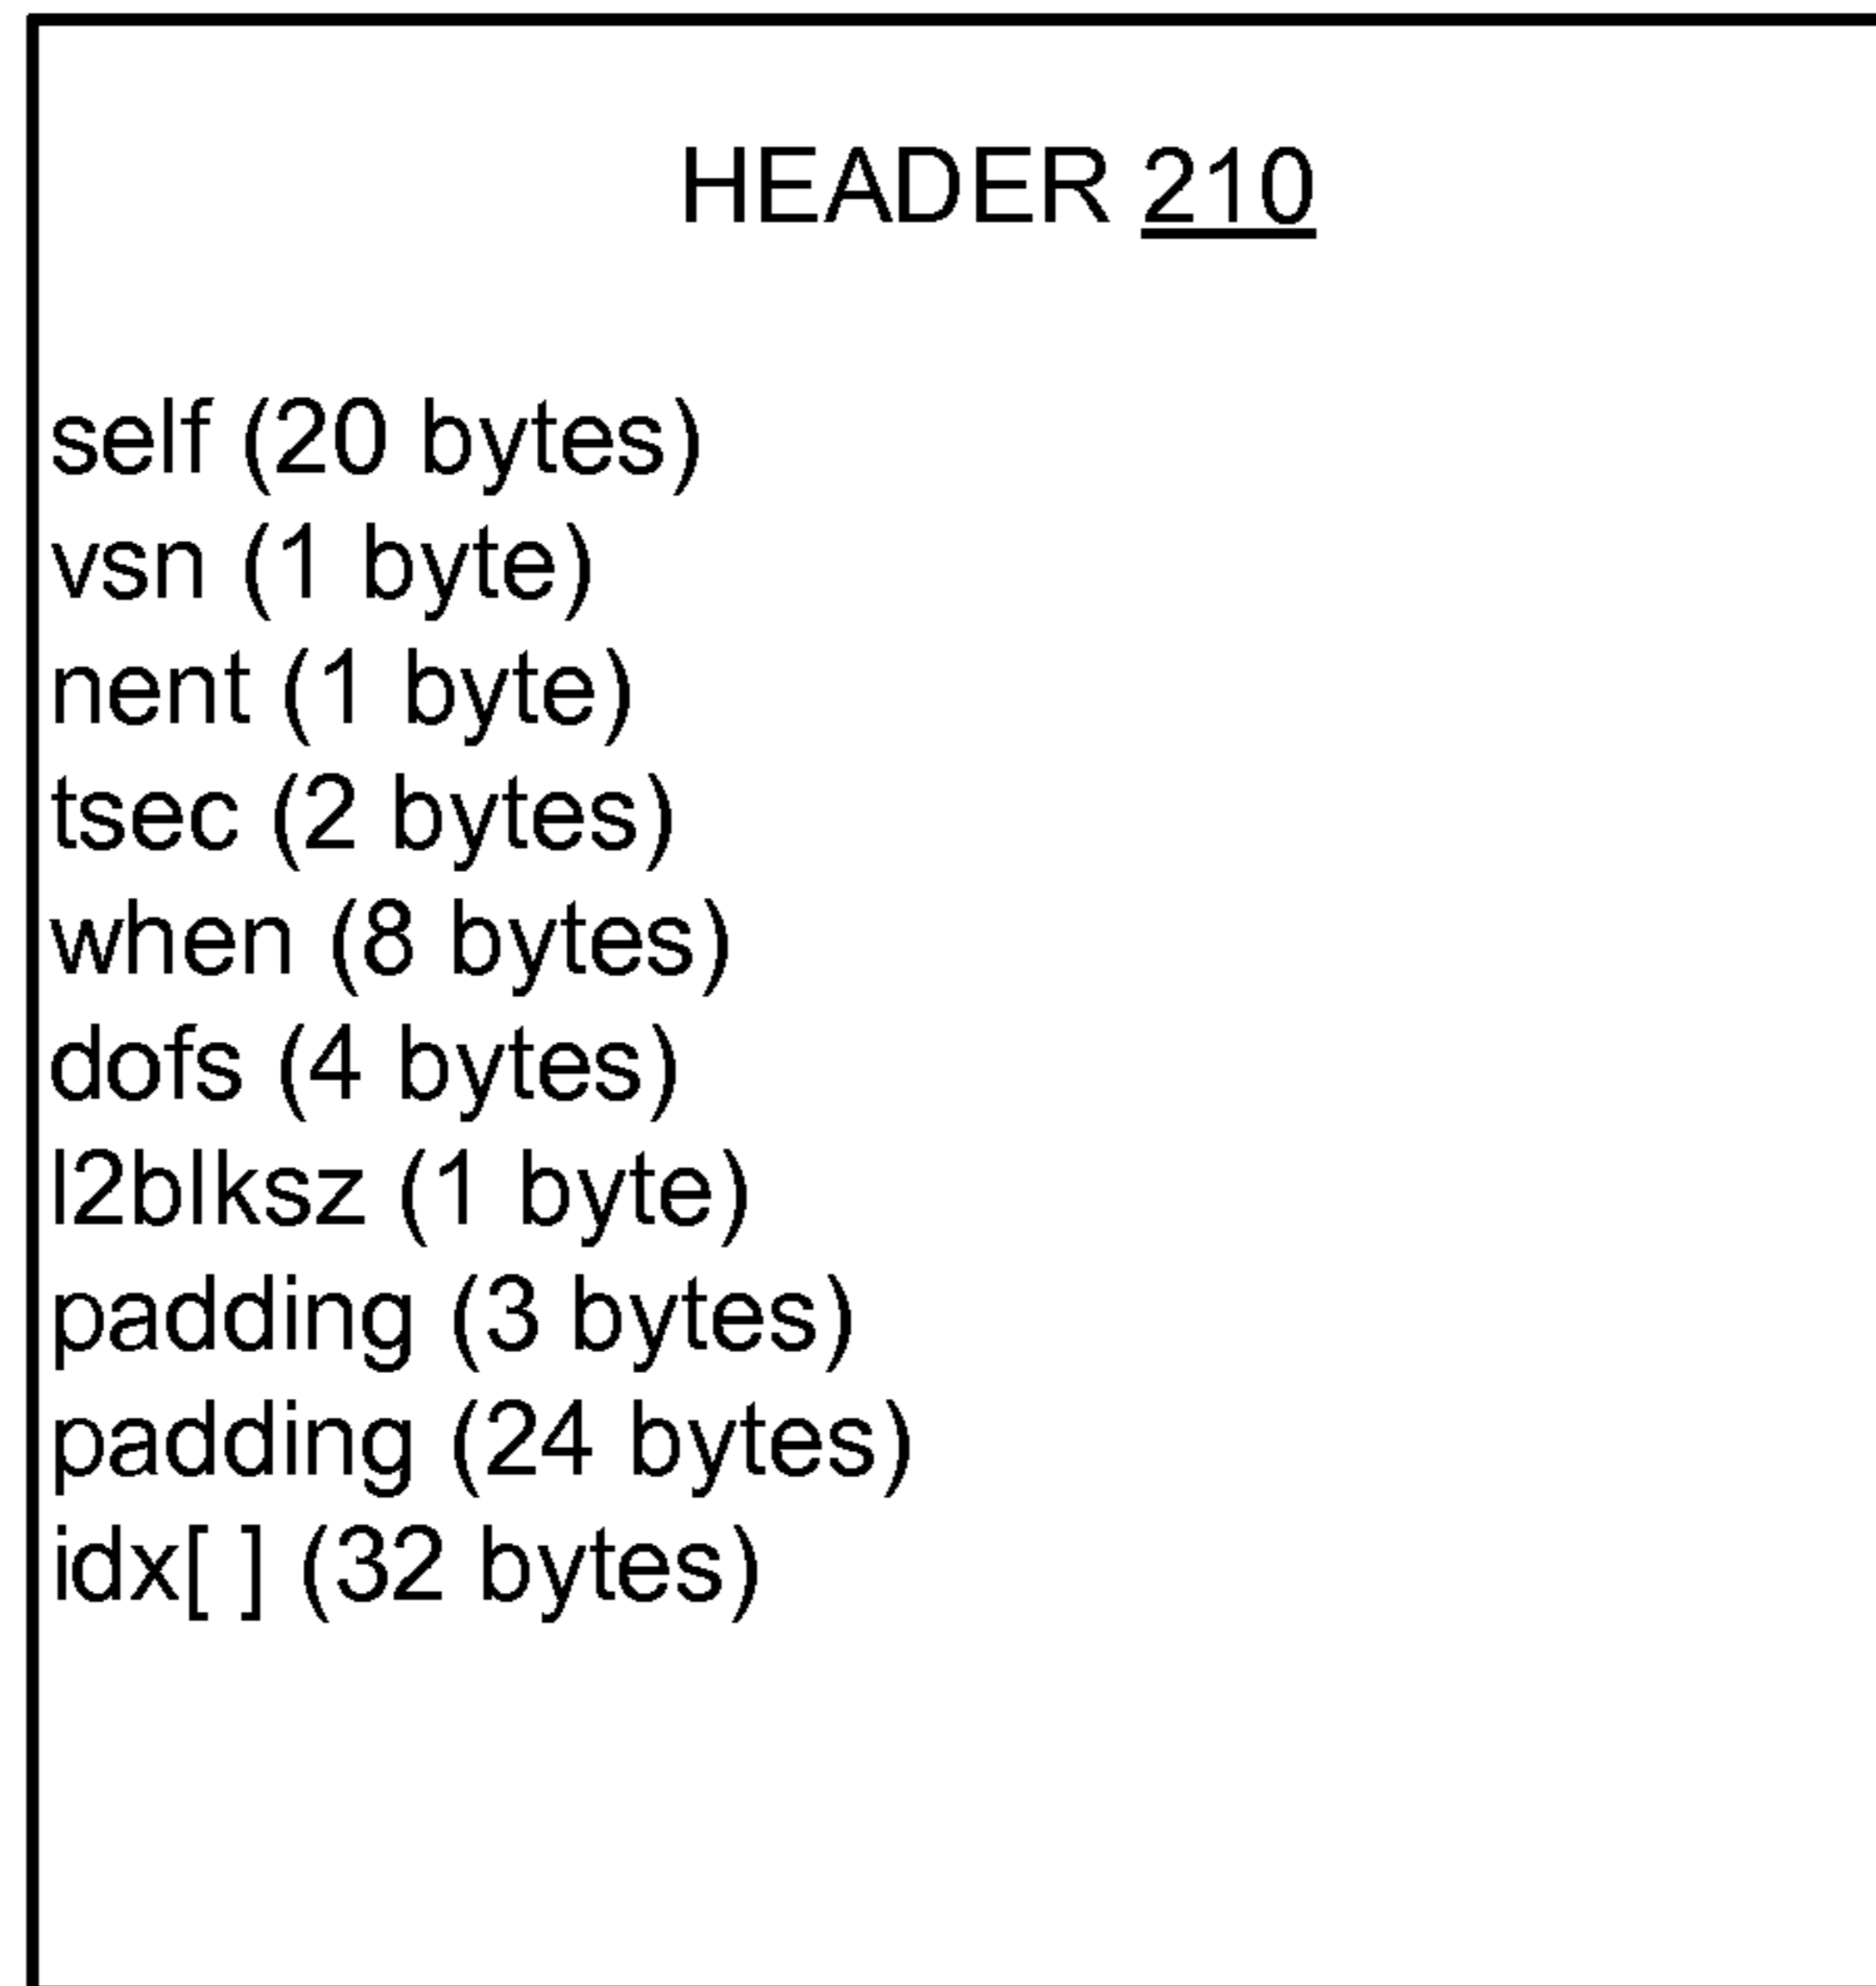 HEADER 210
self (20 bytes)
vsn (1 byte)
nent (1 byte)
tsec (2 bytes)
when (8 bytes)
dofs (4 bytes)
l2blksz (1 byte)
padding (3 bytes)
padding (24 bytes)
idx[ ] (32 bytes)